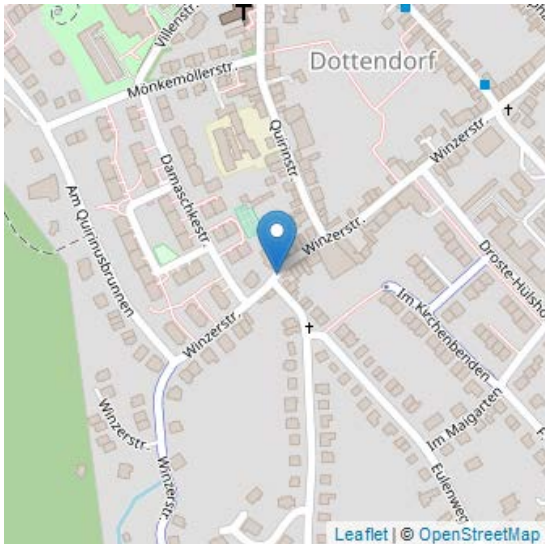 Villenstr.
Dottendorf
Mönkemöllerstr.
Quirinstr.
Winzerstr.
Damaschkestr.
Am Quirinusbrunnen
Winzerstr.
Droste-Hülsho
Im Kirchenbenden
Winzerstr.
Winzerstr.
Im Maigarten
Winzerstr.
Eulenweg
Leaflet | © OpenStreetMap